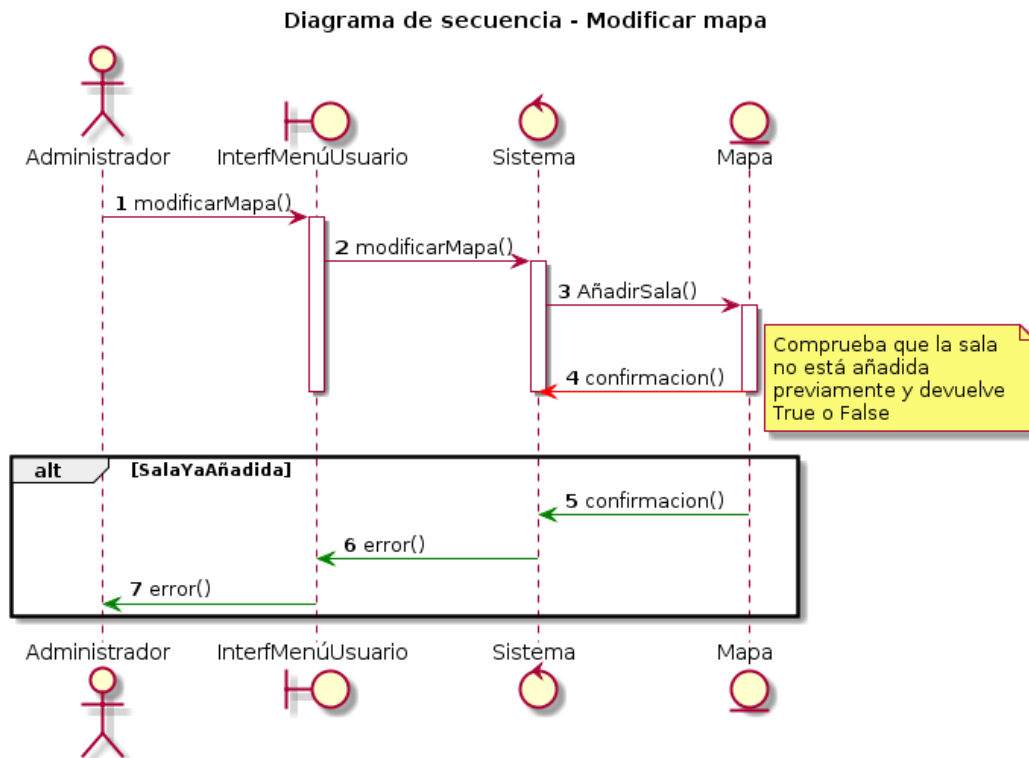 Diagrama de secuencia - Modificar mapa
Administrador
InterfMenúUsuario
Sistema
Mapa
1 modificarMapa()
2 modificarMapa()
3 AñadirSala()
Comprueba que la sala
no está añadida
previamente y devuelve
True o False
4 confirmacion()
alt
[SalaYaAñadida]
5 confirmacion()
6 error()
7 error()
Administrador
InterfMenúUsuario
Sistema
Mapa